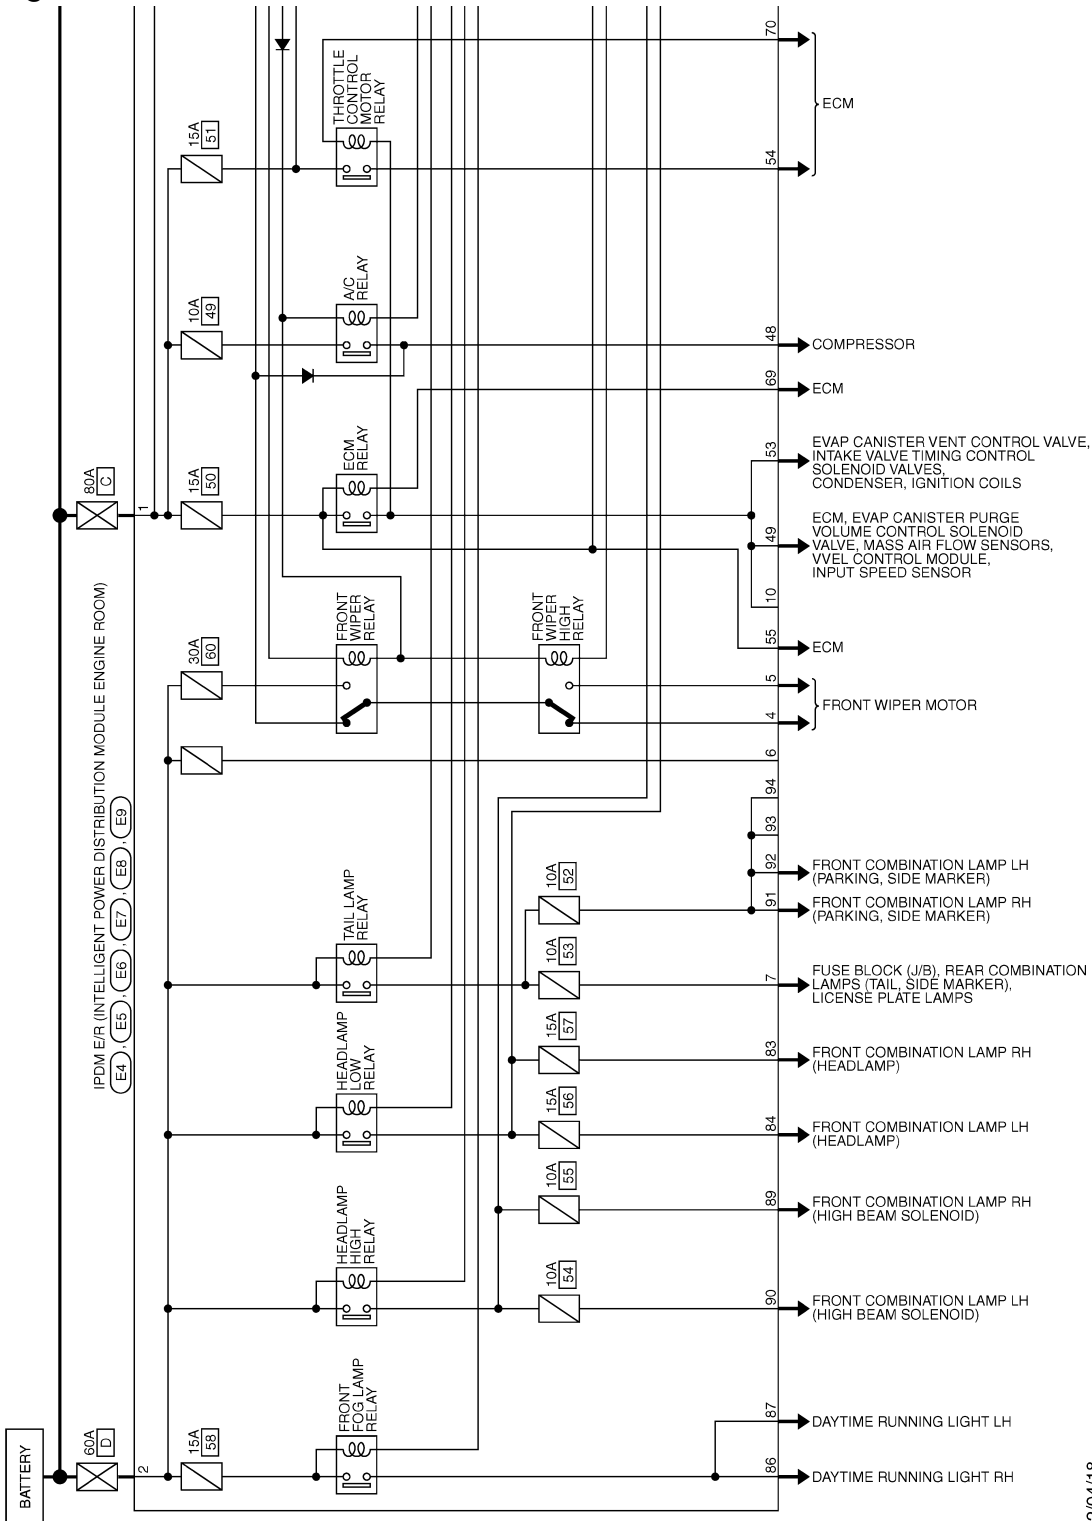 70
THROTTLE
CONTROL
MOTOR
RELAY
ECM
15A
51
54
A/C
RELAY
10A
49
48
COMPRESSOR
69
ECM
ECM
RELAY
80A
C
1
15A
50
53
EVAP CANISTER VENT CONTROL VALVE,
INTAKE VALVE TIMING CONTROL
SOLENOID VALVES,
CONDENSER, IGNITION COILS
49
ECM, EVAP CANISTER PURGE
VOLUME CONTROL SOLENOID
VALVE, MASS AIR FLOW SENSORS,
VVEL CONTROL MODULE,
INPUT SPEED SENSOR
10
IPDM E/R (INTELLIGENT POWER DISTRIBUTION MODULE ENGINE ROOM)
E4 , E5 , E6 , E7 , E8 , E9
FRONT
WIPER
RELAY
FRONT
WIPER
HIGH
RELAY
55
ECM
30A
60
5
4
FRONT WIPER MOTOR
6
94
93
92
FRONT COMBINATION LAMP LH
(PARKING, SIDE MARKER)
10A
52
91
FRONT COMBINATION LAMP RH
(PARKING, SIDE MARKER)
TAIL LAMP
RELAY
10A
53
7
FUSE BLOCK (J/B), REAR COMBINATION
LAMPS (TAIL, SIDE MARKER),
LICENSE PLATE LAMPS
15A
57
83
FRONT COMBINATION LAMP RH
(HEADLAMP)
HEADLAMP
LOW
RELAY
15A
56
84
FRONT COMBINATION LAMP LH
(HEADLAMP)
10A
55
89
FRONT COMBINATION LAMP RH
(HIGH BEAM SOLENOID)
HEADLAMP
HIGH
RELAY
10A
54
90
FRONT COMBINATION LAMP LH
(HIGH BEAM SOLENOID)
FRONT
FOG LAMP
RELAY
87
DAYTIME RUNNING LIGHT LH
BATTERY
60A
D
2
15A
58
86
DAYTIME RUNNING LIGHT RH